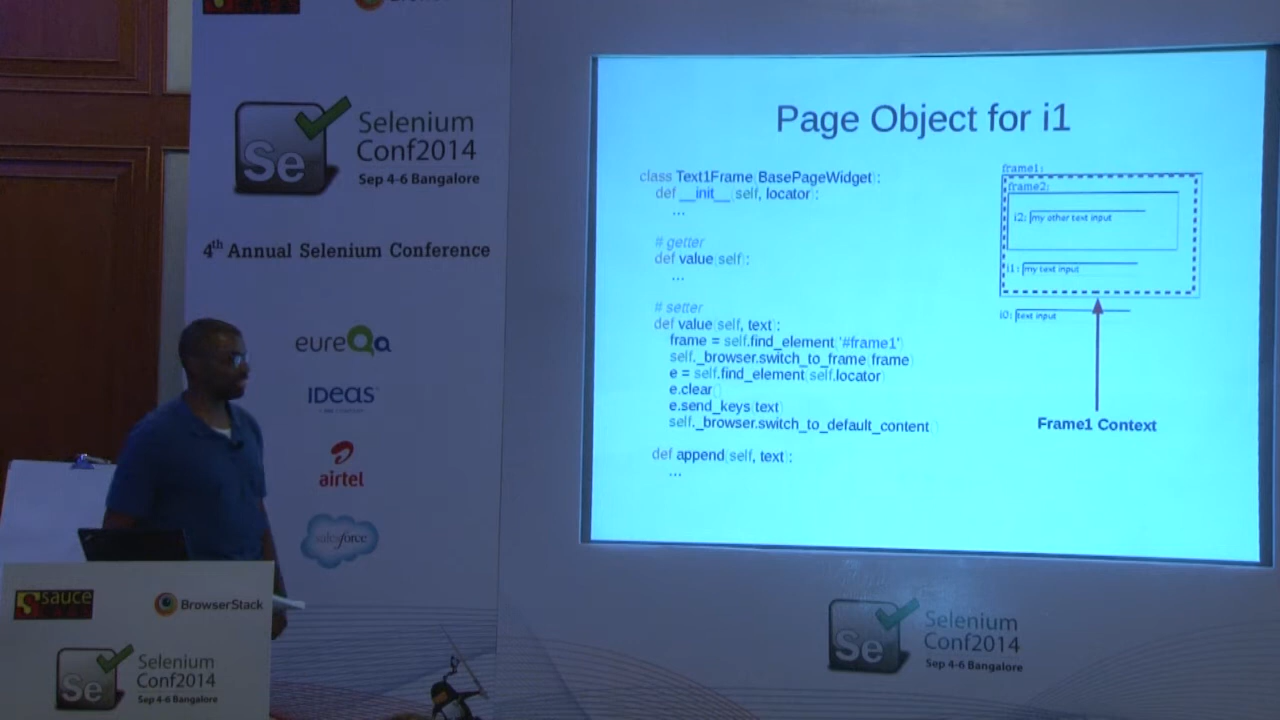 Se
Selenium
Conf2014
Sep 4-6 Bangalore
4th Annual Selenium Conference
eureQa
IDeaS
airtel
salesforce
sauce
BrowserStack
Se
Selenium
Conf2014
Sep 4-6 Bangalore
Page Object for i1
class Text1Frame(BasePageWidget):
def __init__(self, locator):
...
# getter
def value(self):
...
# setter
def value(self, text):
frame = self.find_element('#frame1')
self._browser.switch_to_frame(frame)
e = self.find_element(self.locator)
e.clear()
e.send_keys(text)
self._browser.switch_to_default_content()
def append(self, text):
...
frame1:
frame2:
i2: my other text input
i1: my text input
i0: text input
Frame1 Context
Se
Selenium
Conf2014
Sep 4-6 Bangalore